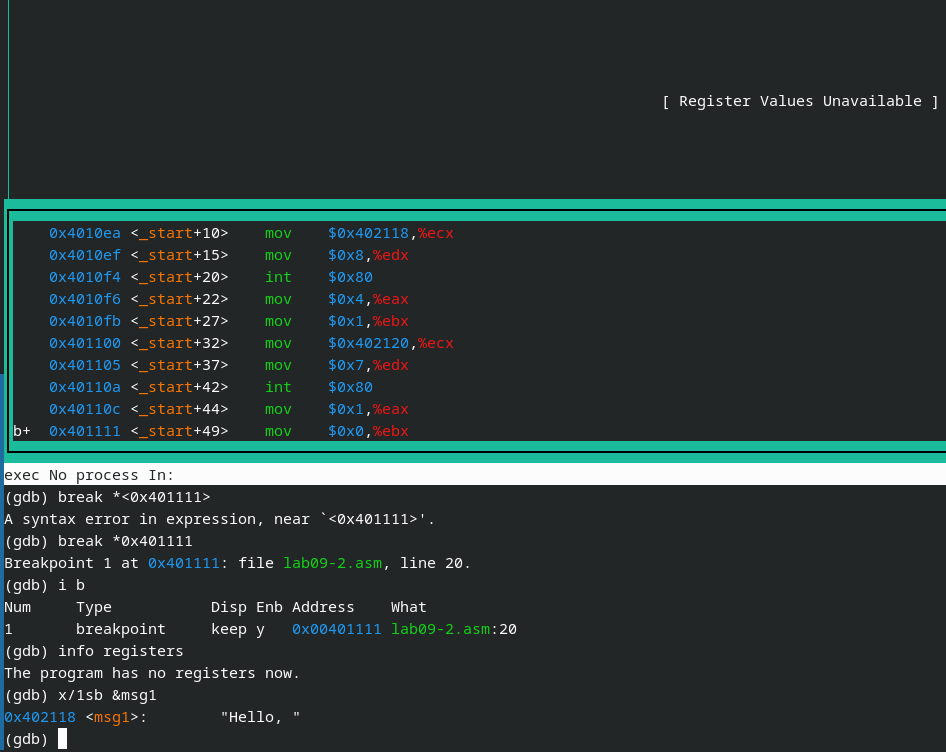 [ Register Values Unavailable ]
0x4010ea <_start+10>    mov    $0x402118,%ecx
0x4010ef <_start+15>    mov    $0x8,%edx
0x4010f4 <_start+20>    int    $0x80
0x4010f6 <_start+22>    mov    $0x4,%eax
0x4010fb <_start+27>    mov    $0x1,%ebx
0x401100 <_start+32>    mov    $0x402120,%ecx
0x401105 <_start+37>    mov    $0x7,%edx
0x40110a <_start+42>    int    $0x80
0x40110c <_start+44>    mov    $0x1,%eax
b+  0x401111 <_start+49>    mov    $0x0,%ebx
exec No process In:
(gdb) break *<0x401111>
A syntax error in expression, near `<0x401111>'.
(gdb) break *0x401111
Breakpoint 1 at 0x401111: file lab09-2.asm, line 20.
(gdb) i b
Num     Type           Disp Enb Address    What
1       breakpoint     keep y   0x00401111 lab09-2.asm:20
(gdb) info registers
The program has no registers now.
(gdb) x/1sb &msg1
0x402118 <msg1>:        "Hello, "
(gdb)